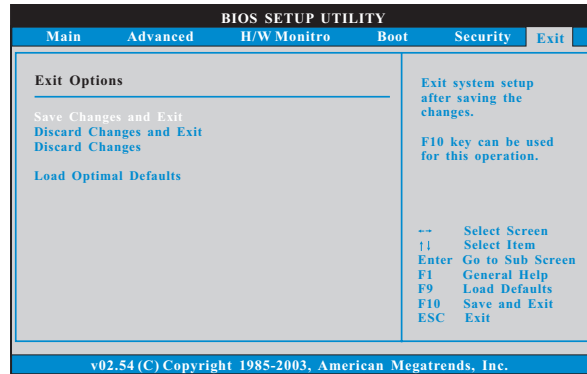 BIOS SETUP UTILITY
Main Advanced H/W Monitro Boot Security Exit
Exit Options
Save Changes and Exit
Discard Changes and Exit
Discard Changes
Load Optimal Defaults
Exit system setup
after saving the
changes.
F10 key can be used
for this operation.
←→ Select Screen
↑↓ Select Item
Enter Go to Sub Screen
F1 General Help
F9 Load Defaults
F10 Save and Exit
ESC Exit
v02.54 (C) Copyright 1985-2003, American Megatrends, Inc.